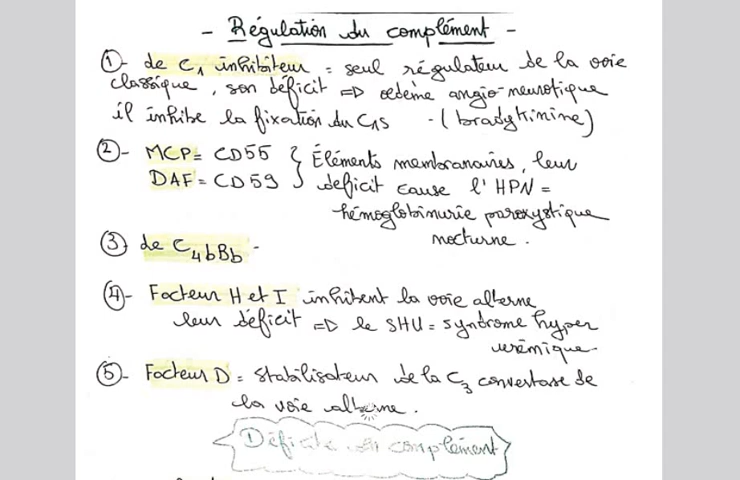 - Régulation du complément -
① - de C1 inhibiteur = seul régulateur de la voie
classique, son déficit => oedème angio-neurotique
il inhibe la fixation du C1S - (bradykinine)
② - MCP = CD55 } Éléments membranaires, leur
DAF = CD59 } deficit cause l'HPN =
hémoglobinurie paroxystique
nocturne.
③ de C4bBb -
④ - Facteur H et I inhibent la voie alterne
leur déficit => le SHU = syndrome hyper
urémique
⑤ - Facteur D = Stabilisateur de la C3 convertase de
la voie alterne.
complément